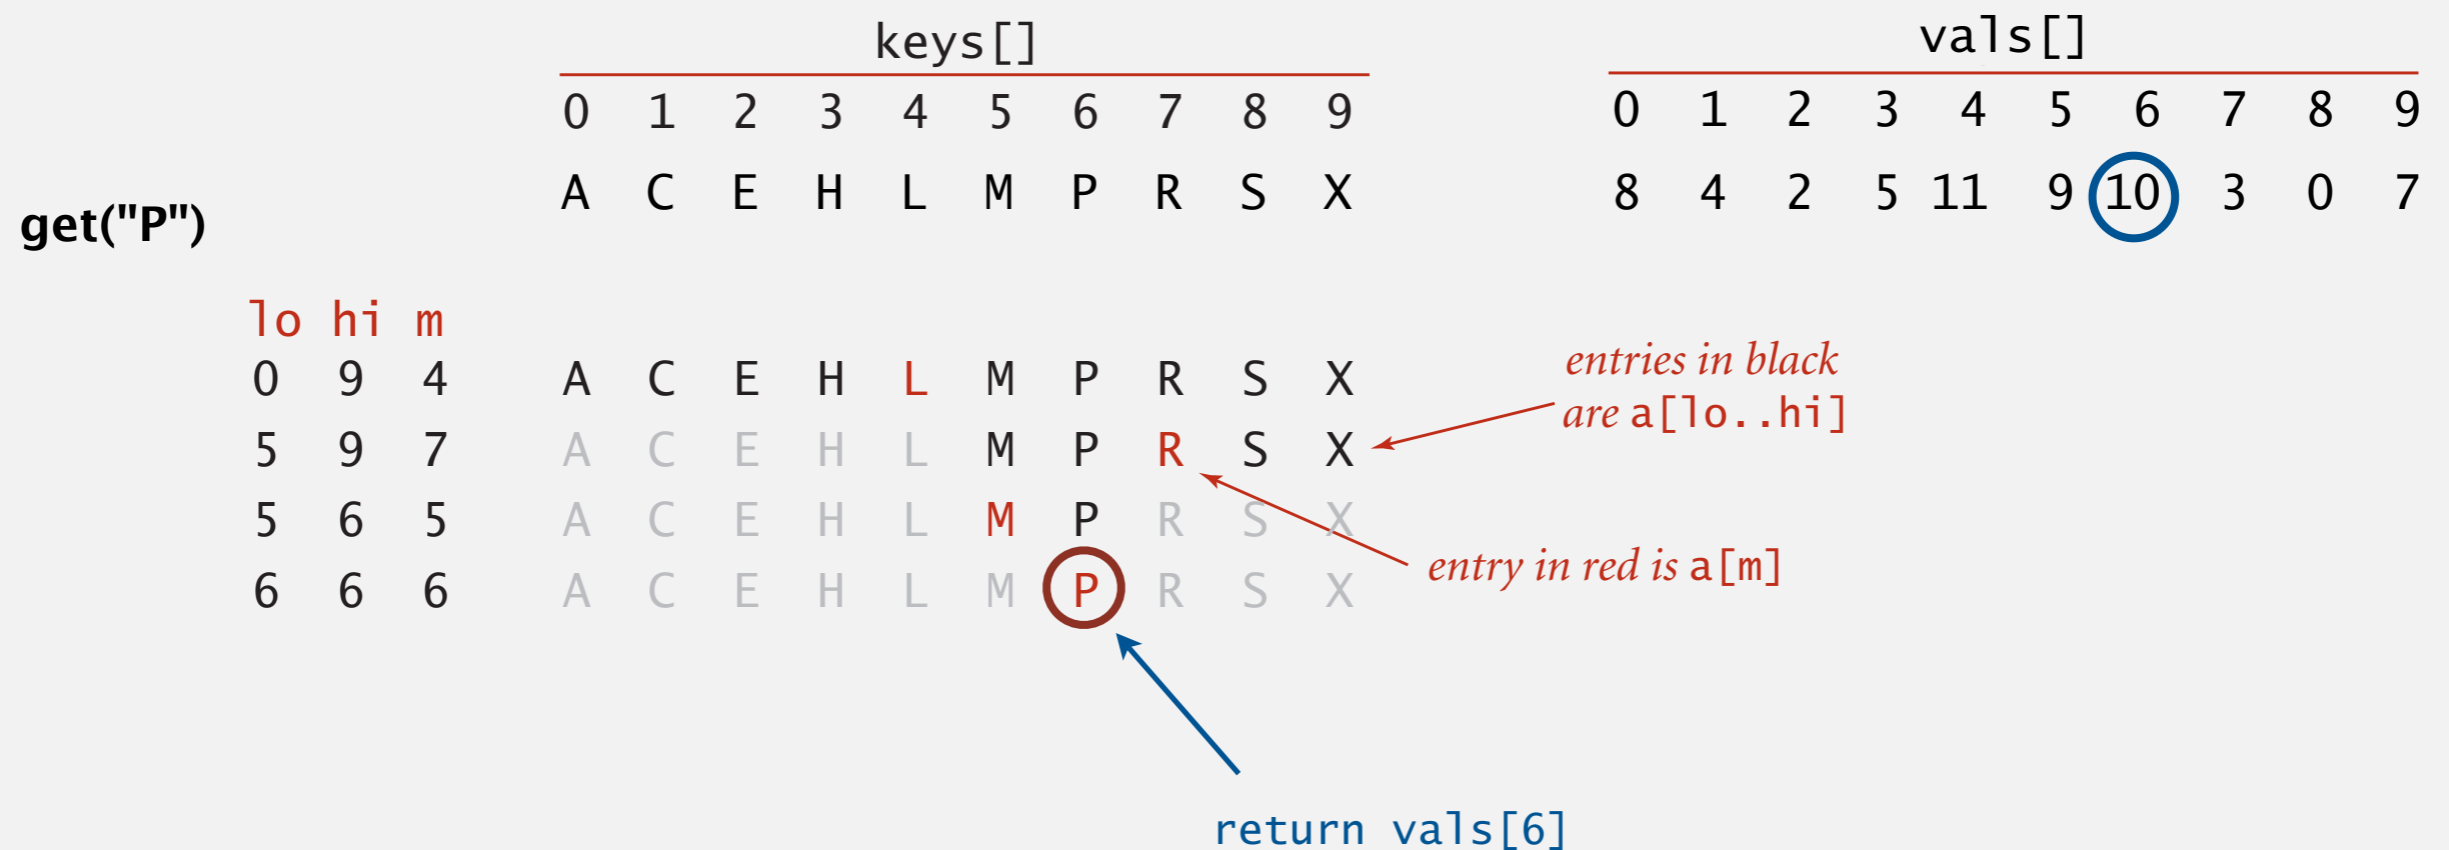 keys[] vals[]
0 1 2 3 4 5 6 7 8 9 0 1 2 3 4 5 6 7 8 9
A C E H L M P R S X 8 4 2 5 11 9 10 3 0 7
get("P")
lo hi m
0 9 4 A C E H L M P R S X
entries in black
are a[lo..hi]
5 9 7 A C E H L M P R S X
5 6 5 A C E H L M P R S X
entry in red is a[m]
6 6 6 A C E H L M P R S X
return vals[6]